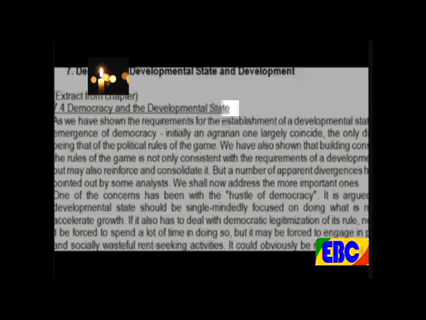 7. De Developmental State and Development
Extract from chapter)
7.4 Democracy and the Developmental State
As we have shown the requirements for the establishment of a developmental stat
emergence of democracy - initially an agrarian one largely coincide, the only di
being that of the political rules of the game. We have also shown that building cons
the rules of the game is not only consistent with the requirements of a developme
but may also reinforce and consolidate it. But a number of apparent divergences h
pointed out by some analysts. We shall now address the more important ones
One of the concerns has been with the "hustle of democracy". It is argue
developmental state should be single-mindedly focused on doing what is
accelerate growth. If it also has to deal with democratic legitimization of its rule,
be forced to spend a lot of time in doing so, but it may be forced to engage in
and socially wasteful rent-seeking activities. It could obviously be
EBC